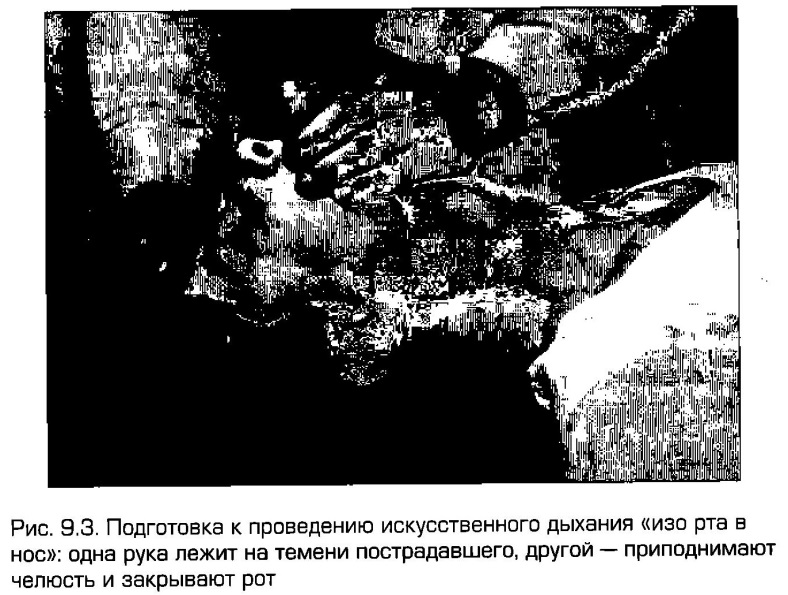 Рис. 9.3. Подготовка к проведению искусственного дыхания «изо рта в
нос»: одна рука лежит на темени пострадавшего, другой — приподнимают
челюсть и закрывают рот